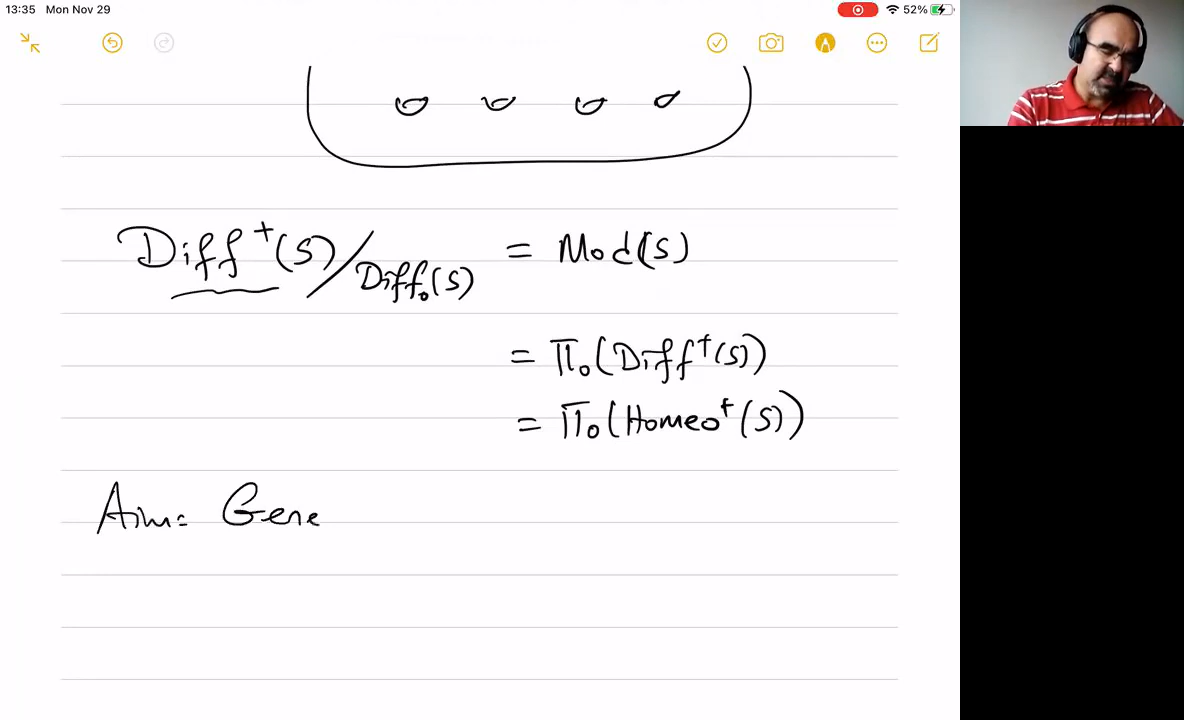 13:35 Mon Nov 29
52%
Diff⁺(S)/Diff₀(S) = Mod(S)
= π₀(Diff⁺(S))
= π₀(Homeo⁺(S))
Aim: Gene